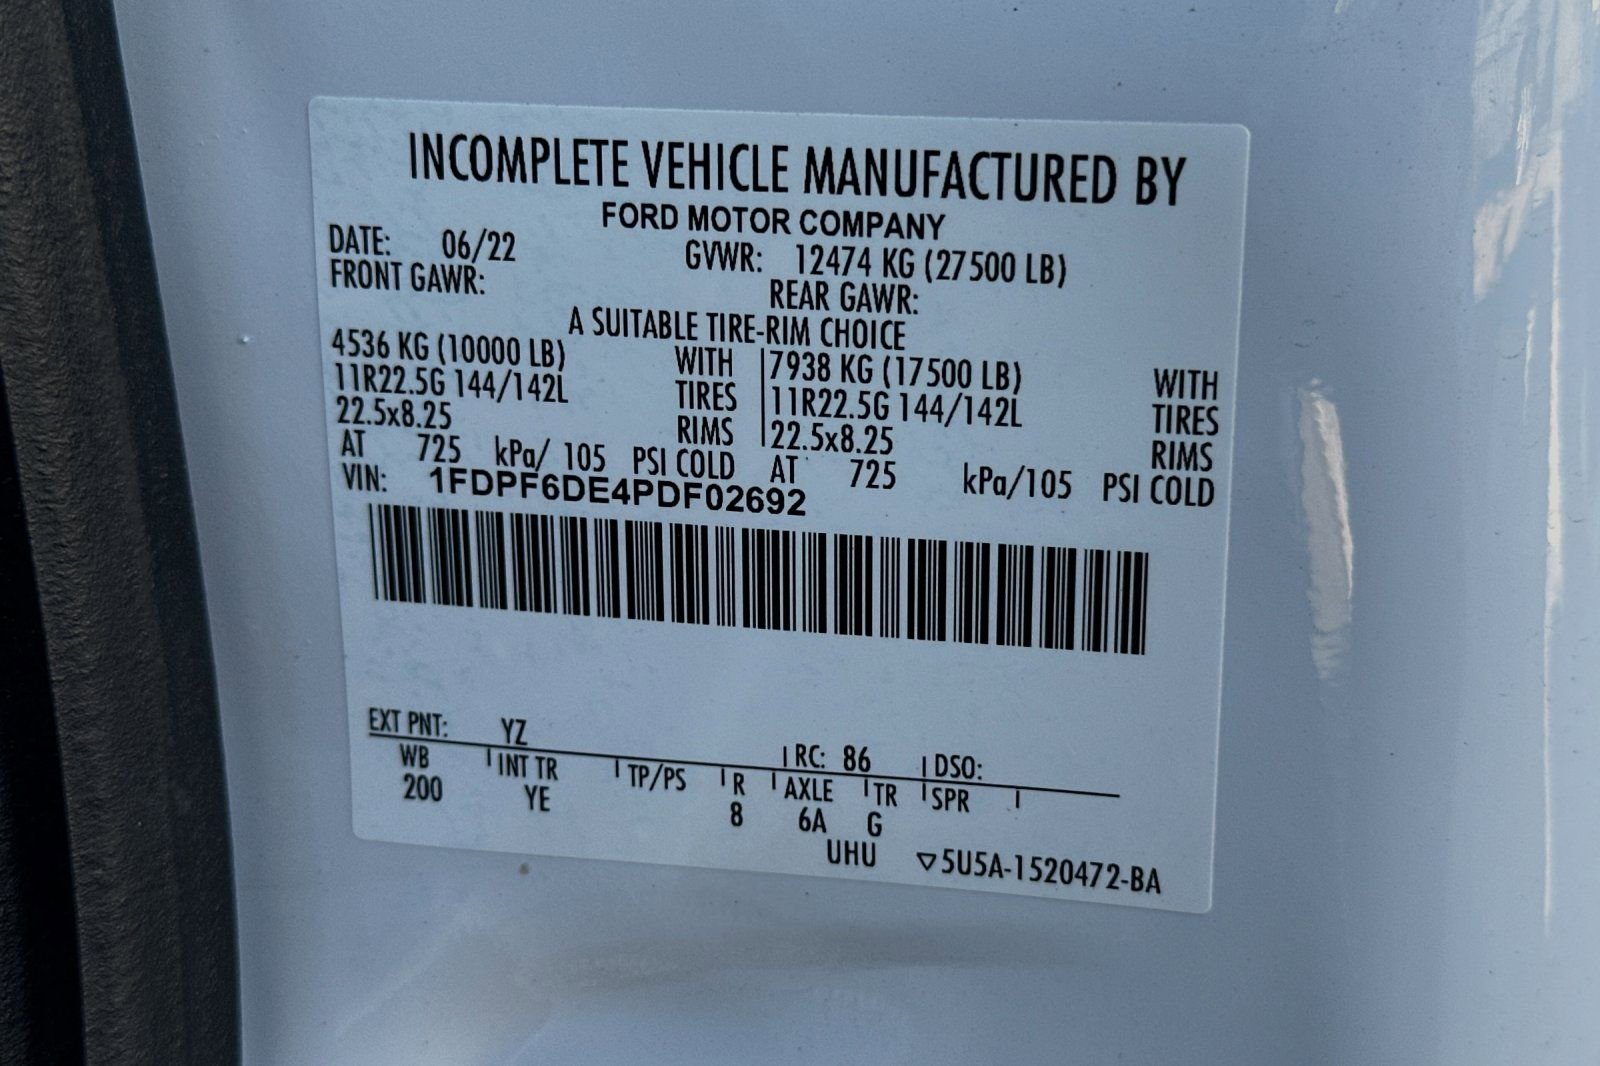 INCOMPLETE VEHICLE MANUFACTURED BY
FORD MOTOR COMPANY
DATE: 06/22 GVWR: 12474 KG (27500 LB)
FRONT GAWR: REAR GAWR:
A SUITABLE TIRE-RIM CHOICE
4536 KG (10000 LB) WITH 7938 KG (17500 LB) WITH
11R22.5G 144/142L TIRES 11R22.5G 144/142L TIRES
22.5x8.25 RIMS 22.5x8.25 RIMS
AT 725 kPa/ 105 PSI COLD AT 725 kPa/105 PSI COLD
VIN: 1FDPF6DE4PDF02692
EXT PNT: YZ RC: 86 DSO:
WB INT TR TP/PS R AXLE TR SPR
200 YE 8 6A G
UHU ▽5U5A-1520472-BA